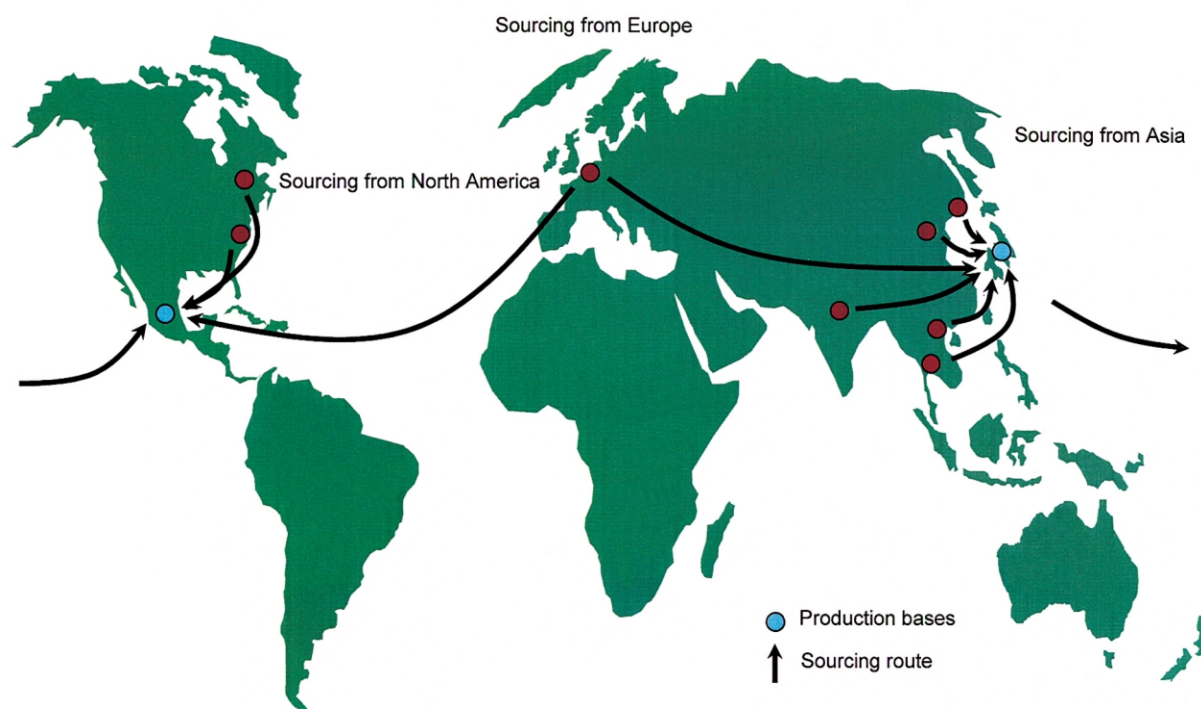 Sourcing from Europe
Sourcing from Asia
Sourcing from North America
Production bases
Sourcing route